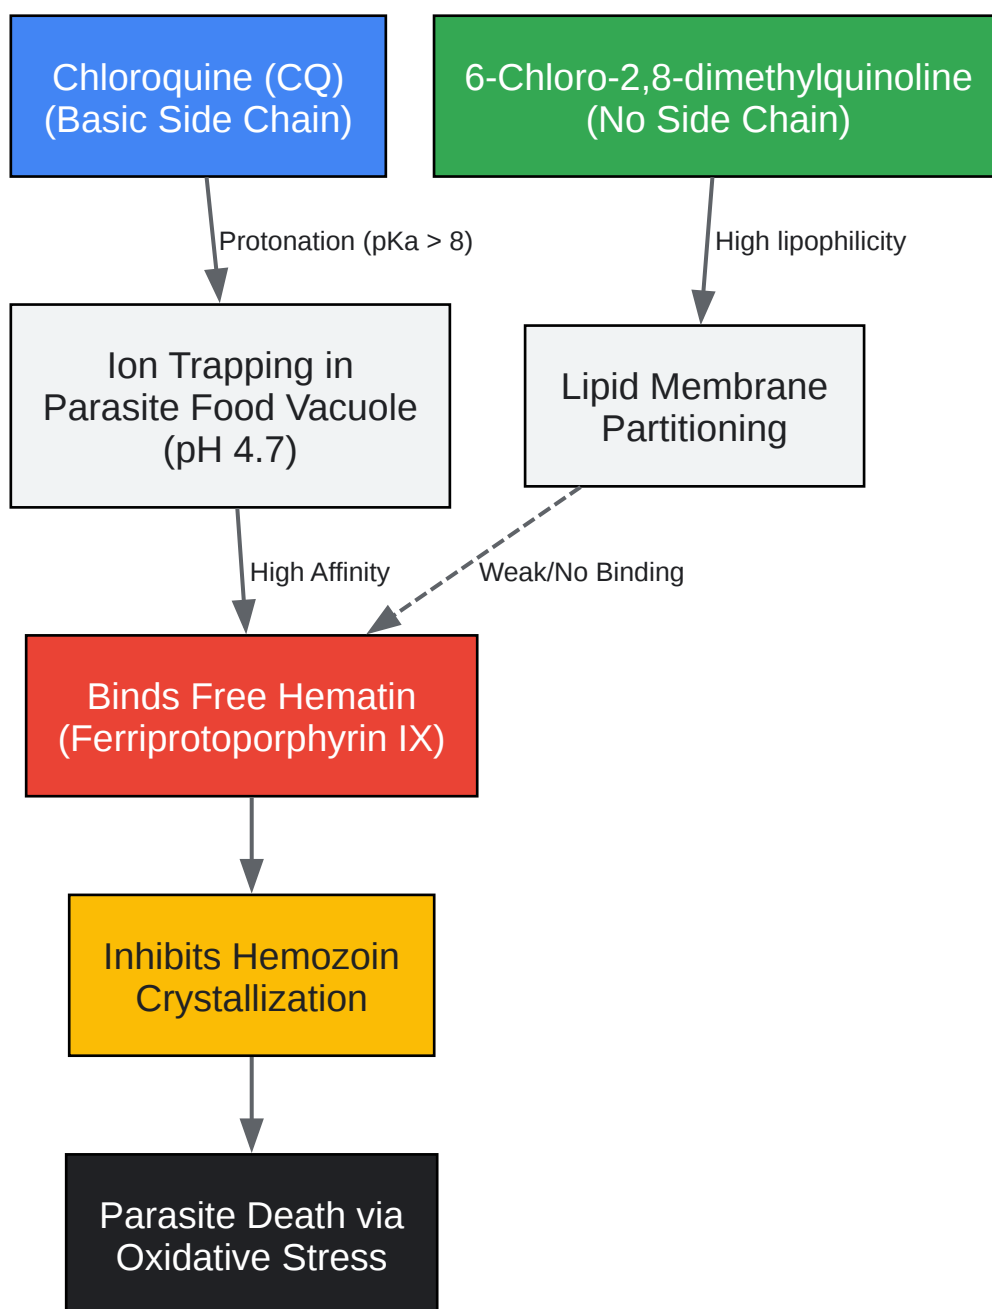 Chloroquine (CQ)
(Basic Side Chain)
6-Chloro-2,8-dimethylquinoline
(No Side Chain)
Protonation (pKa > 8)
High lipophilicity
Ion Trapping in
Parasite Food Vacuole
(pH 4.7)
Lipid Membrane
Partitioning
High Affinity
Weak/No Binding
Binds Free Hematin
(Ferriprotoporphyrin IX)
Inhibits Hemozoin
Crystallization
Parasite Death via
Oxidative Stress